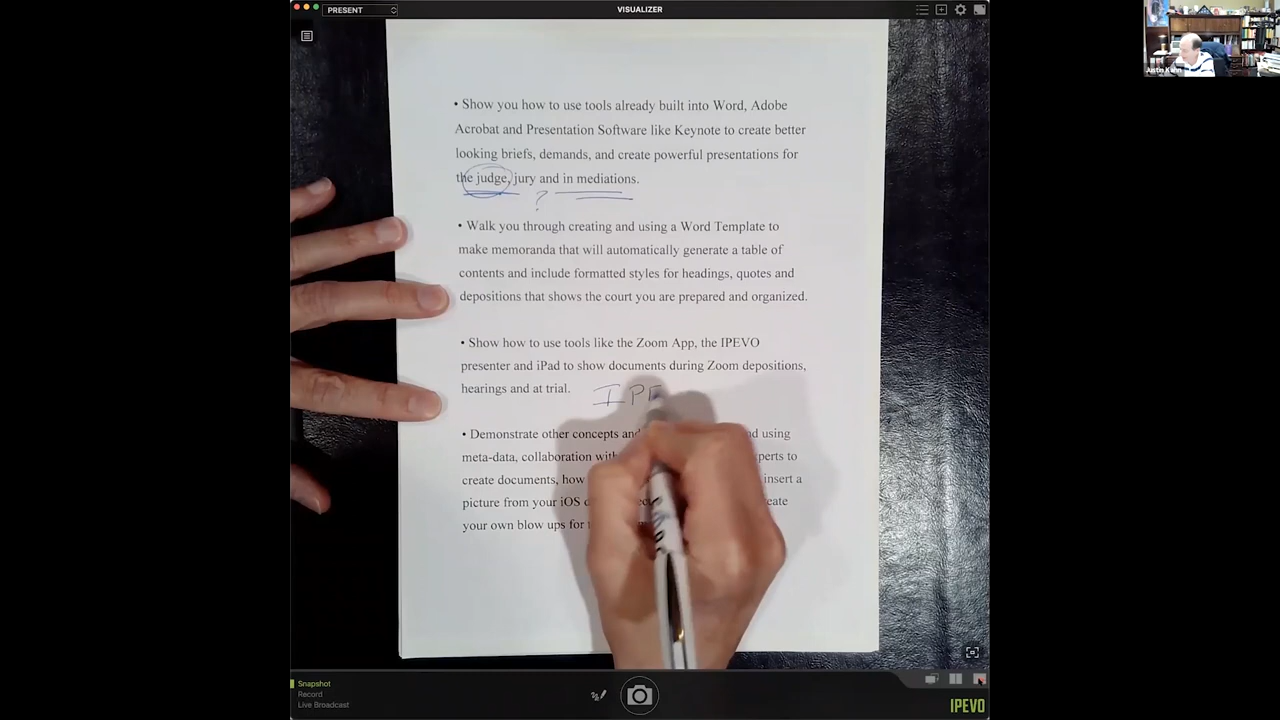 PRESENT
VISUALIZER
Justin Kuhn
• Show you how to use tools already built into Word, Adobe
Acrobat and Presentation Software like Keynote to create better
looking briefs, demands, and create powerful presentations for
the judge, jury and in mediations.
?
• Walk you through creating and using a Word Template to
make memoranda that will automatically generate a table of
contents and include formatted styles for headings, quotes and
depositions that shows the court you are prepared and organized.
• Show how to use tools like the Zoom App, the IPEVO
presenter and iPad to show documents during Zoom depositions,
hearings and at trial.
IPE
• Demonstrate other concepts and using
meta-data, collaboration with to
create documents, how insert a
picture from your iOS
your own blow ups for
Snapshot
Record
Live Broadcast
IPEVO